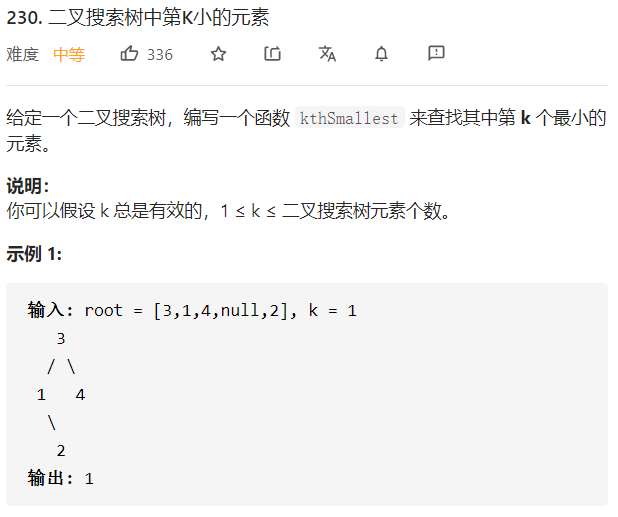 230. 二叉搜索树中第K小的元素
难度 中等 336
给定一个二叉搜索树，编写一个函数 kthSmallest 来查找其中第 k 个最小的
元素。
说明：
你可以假设 k 总是有效的，1 ≤ k ≤ 二叉搜索树元素个数。
示例 1:
输入: root = [3,1,4,null,2], k = 1
3
/ \
1 4
\
2
输出: 1